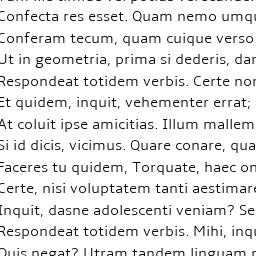 Confecta res esset. Quam nemo umqu
Conferam tecum, quam cuique verso
Ut in geometria, prima si dederis, dan
Respondeat totidem verbis. Certe non
Et quidem, inquit, vehementer errat;
At coluit ipse amicitias. Illum mallem
Si id dicis, vicimus. Quare conare, qua
Faceres tu quidem, Torquate, haec on
Certe, nisi voluptatem tanti aestimare
Inquit, dasne adolescenti veniam? Se
Respondeat totidem verbis. Mihi, inqu
Quis negat? Utram tandem linguam n